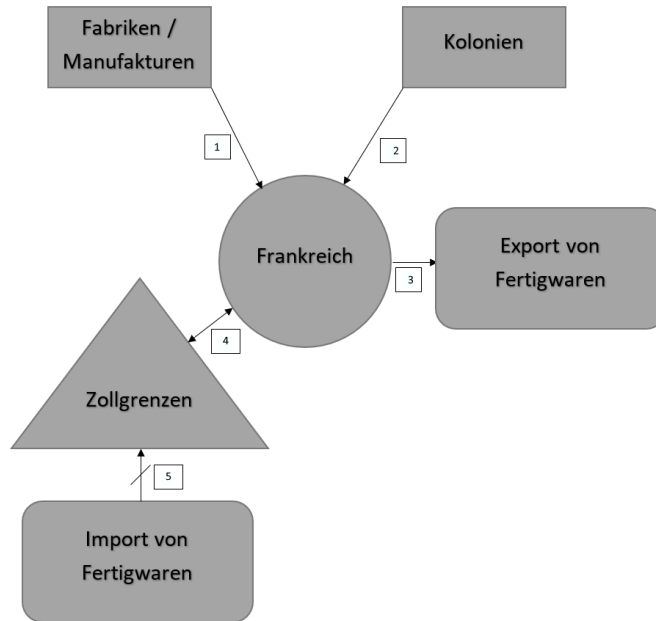 Fabriken /
Manufakturen
Kolonien
1
2
Frankreich
Export von
Fertigwaren
3
4
Zollgrenzen
5
Import von
Fertigwaren